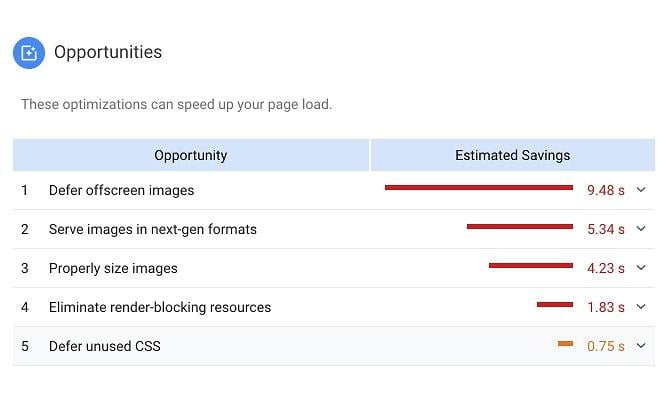 Opportunities
These optimizations can speed up your page load.
Opportunity Estimated Savings
1 Defer offscreen images 9.48 s
2 Serve images in next-gen formats 5.34 s
3 Properly size images 4.23 s
4 Eliminate render-blocking resources 1.83 s
5 Defer unused CSS 0.75 s